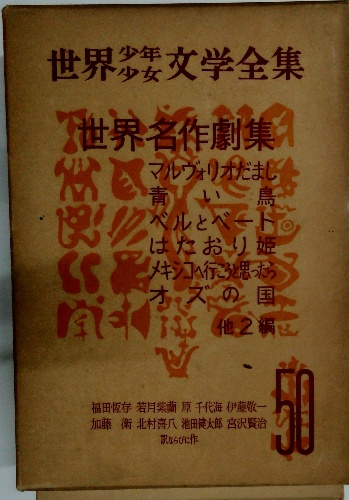 世界少年少女文学全集
世界名作劇集
マルヴォリオだまし
青い鳥
ベルとベート
はたおり姫
メキシコへ行こうと思ったら
オズの国
他2編
50
福田恆存 若月紫蘭 原千代海 伊藤敬一
加藤衛 北村喜八 池田健太郎 宮沢賢治
訳ならびに作